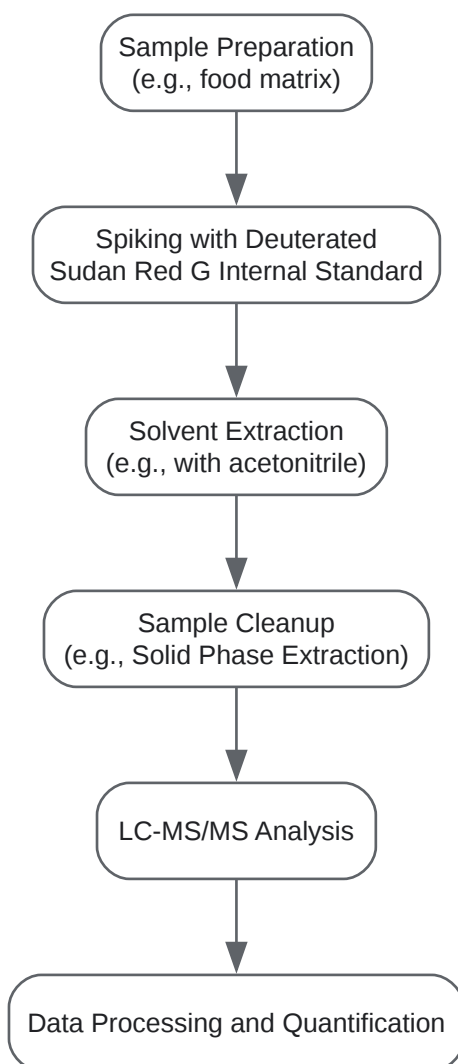 Sample Preparation
(e.g., food matrix)
Spiking with Deuterated
Sudan Red G Internal Standard
Solvent Extraction
(e.g., with acetonitrile)
Sample Cleanup
(e.g., Solid Phase Extraction)
LC-MS/MS Analysis
Data Processing and Quantification